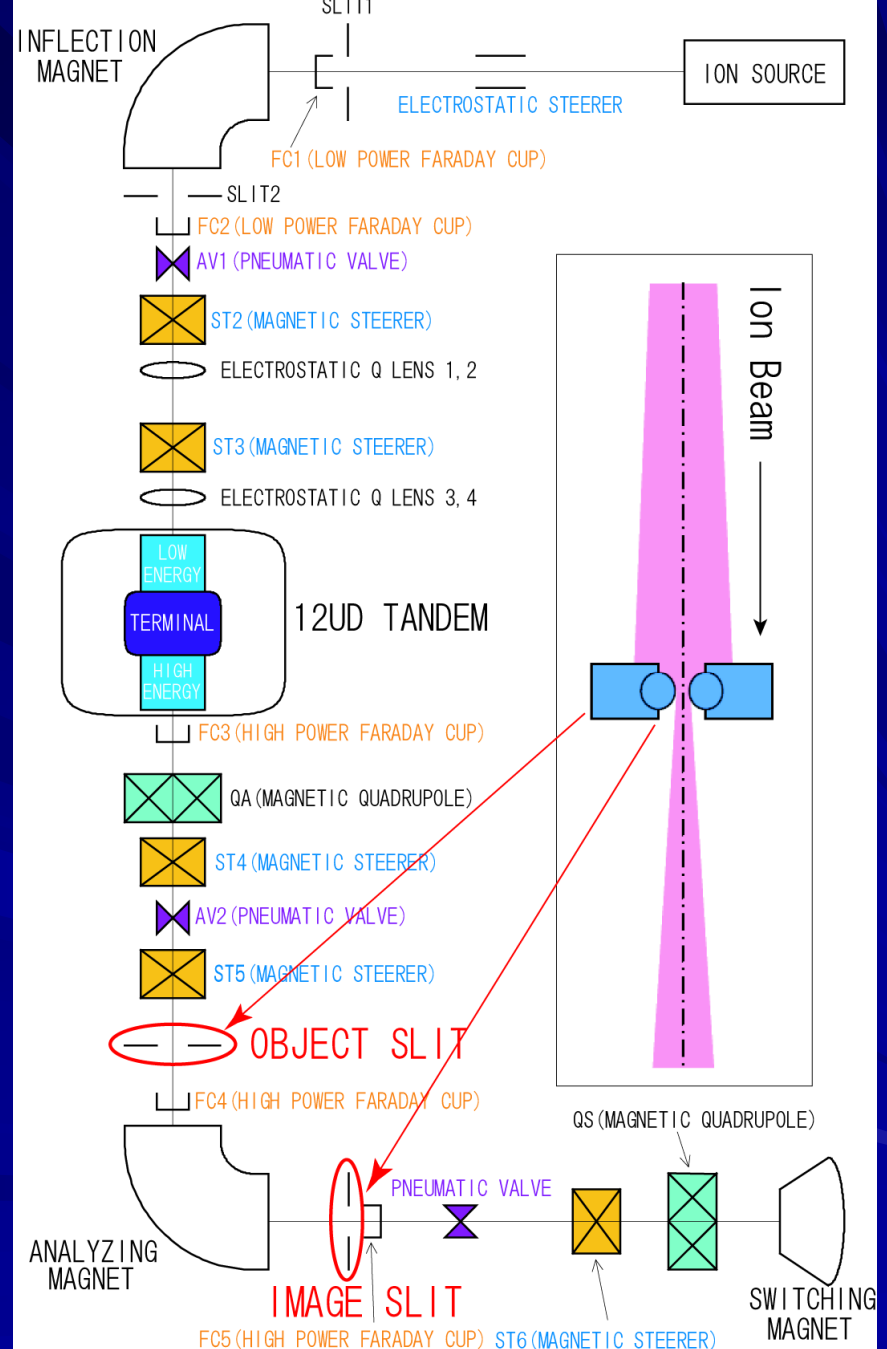 SLIT1
INFLECTION
MAGNET
ION SOURCE
ELECTROSTATIC STEERER
FC1(LOW POWER FARADAY CUP)
SLIT2
FC2(LOW POWER FARADAY CUP)
AV1(PNEUMATIC VALVE)
ST2(MAGNETIC STEERER)
ELECTROSTATIC Q LENS 1,2
ST3(MAGNETIC STEERER)
ELECTROSTATIC Q LENS 3,4
LOW
ENERGY
TERMINAL
12UD TANDEM
HIGH
ENERGY
FC3(HIGH POWER FARADAY CUP)
QA(MAGNETIC QUADRUPOLE)
ST4(MAGNETIC STEERER)
AV2(PNEUMATIC VALVE)
ST5(MAGNETIC STEERER)
OBJECT SLIT
FC4(HIGH POWER FARADAY CUP)
Ion Beam
QS(MAGNETIC QUADRUPOLE)
PNEUMATIC VALVE
ANALYZING
MAGNET
IMAGE SLIT
SWITCHING
MAGNET
FC5(HIGH POWER FARADAY CUP)
ST6(MAGNETIC STEERER)